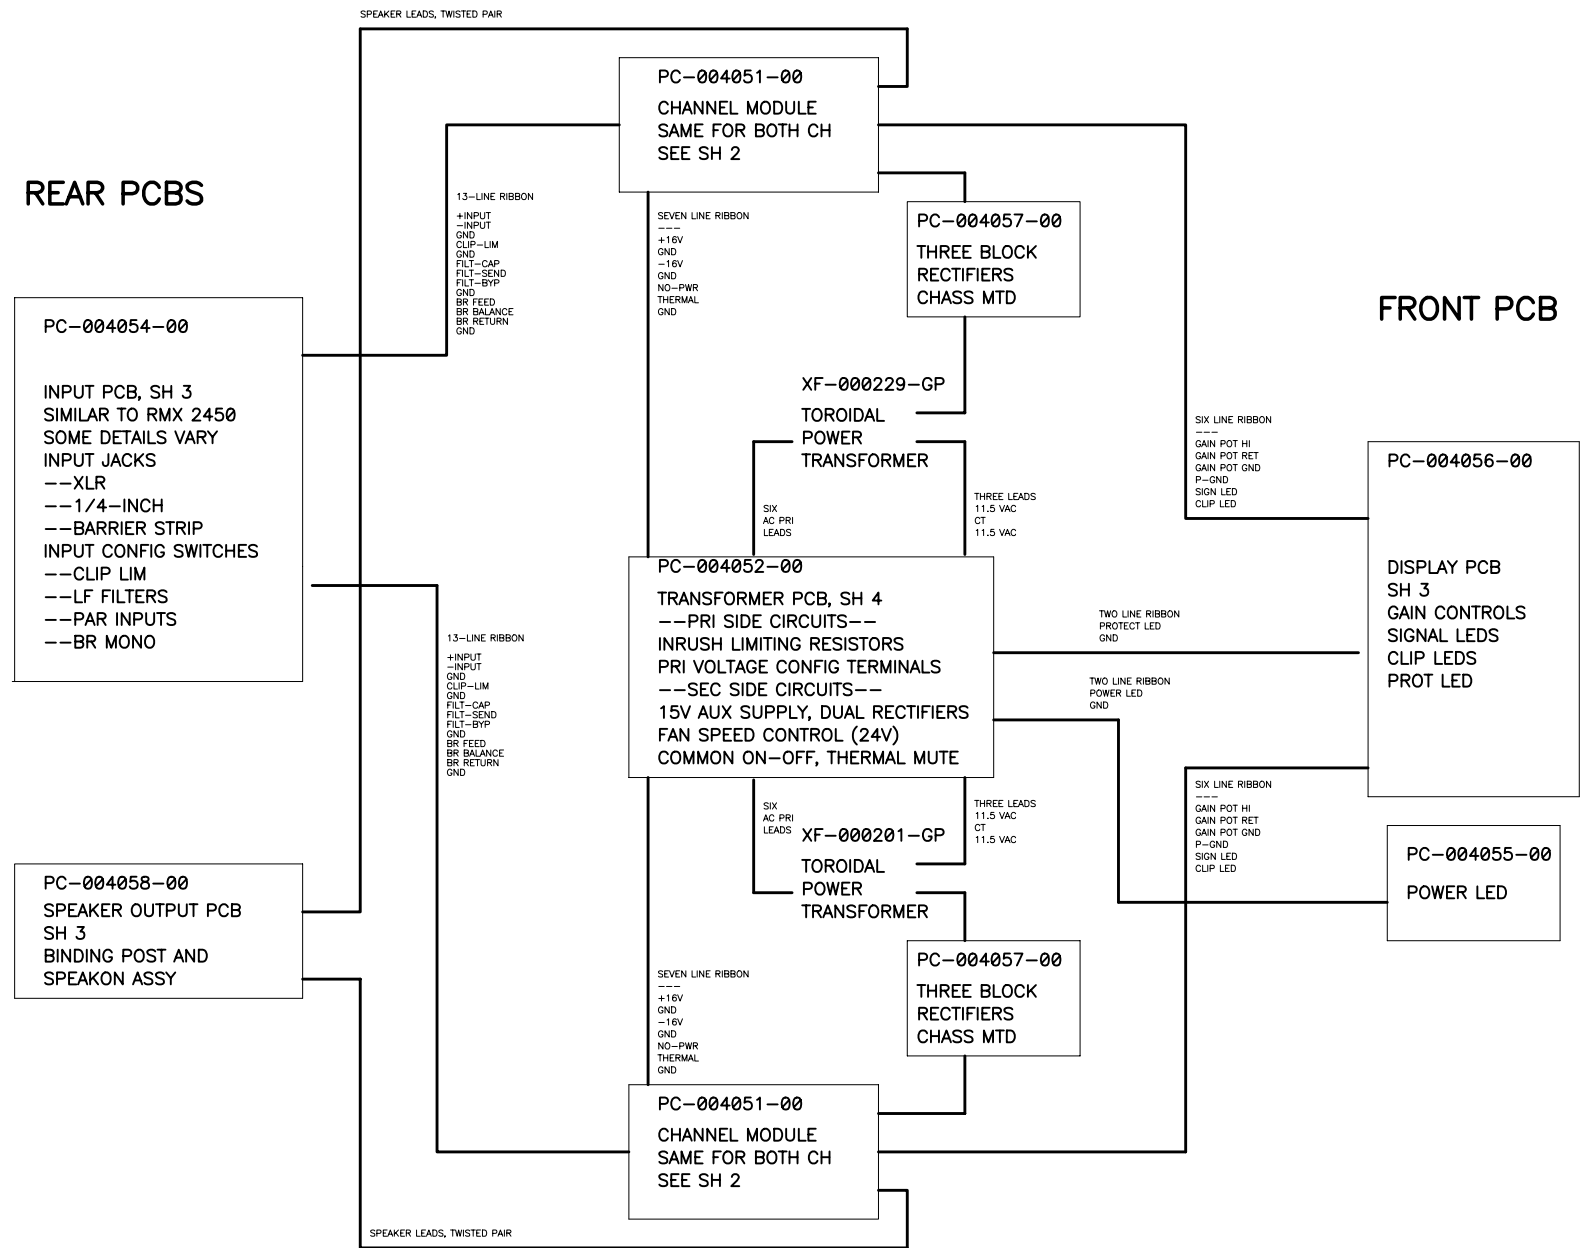 SPEAKER LEADS, TWISTED PAIR
PC-004051-00
CHANNEL MODULE
SAME FOR BOTH CH
SEE SH 2
REAR PCBS
13-LINE RIBBON
+INPUT
-INPUT
GND
CLIP-LIM
GND
FILT-CAP
FILT-SEND
FILT-BYP
GND
BR FEED
BR BALANCE
BR RETURN
GND
SEVEN LINE RIBBON
---
+16V
GND
-16V
GND
NO-PWR
THERMAL
GND
PC-004057-00
THREE BLOCK
RECTIFIERS
CHASS MTD
FRONT PCB
PC-004054-00
INPUT PCB, SH 3
SIMILAR TO RMX 2450
SOME DETAILS VARY
INPUT JACKS
--XLR
--1/4-INCH
--BARRIER STRIP
INPUT CONFIG SWITCHES
--CLIP LIM
--LF FILTERS
--PAR INPUTS
--BR MONO
XF-000229-GP
TOROIDAL
POWER
TRANSFORMER
SIX
AC PRI
LEADS
THREE LEADS
11.5 VAC
CT
11.5 VAC
SIX LINE RIBBON
---
GAIN POT HI
GAIN POT RET
GAIN POT GND
P-GND
SIGN LED
CLIP LED
PC-004056-00
DISPLAY PCB
SH 3
GAIN CONTROLS
SIGNAL LEDS
CLIP LEDS
PROT LED
PC-004052-00
TRANSFORMER PCB, SH 4
--PRI SIDE CIRCUITS--
INRUSH LIMITING RESISTORS
PRI VOLTAGE CONFIG TERMINALS
--SEC SIDE CIRCUITS--
15V AUX SUPPLY, DUAL RECTIFIERS
FAN SPEED CONTROL (24V)
COMMON ON-OFF, THERMAL MUTE
TWO LINE RIBBON
PROTECT LED
GND
TWO LINE RIBBON
POWER LED
GND
13-LINE RIBBON
+INPUT
-INPUT
GND
CLIP-LIM
GND
FILT-CAP
FILT-SEND
FILT-BYP
GND
BR FEED
BR BALANCE
BR RETURN
GND
SIX
AC PRI
LEADS
THREE LEADS
11.5 VAC
CT
11.5 VAC
XF-000201-GP
TOROIDAL
POWER
TRANSFORMER
SIX LINE RIBBON
---
GAIN POT HI
GAIN POT RET
GAIN POT GND
P-GND
SIGN LED
CLIP LED
PC-004055-00
POWER LED
PC-004058-00
SPEAKER OUTPUT PCB
SH 3
BINDING POST AND
SPEAKON ASSY
SEVEN LINE RIBBON
---
+16V
GND
-16V
GND
NO-PWR
THERMAL
GND
PC-004057-00
THREE BLOCK
RECTIFIERS
CHASS MTD
PC-004051-00
CHANNEL MODULE
SAME FOR BOTH CH
SEE SH 2
SPEAKER LEADS, TWISTED PAIR